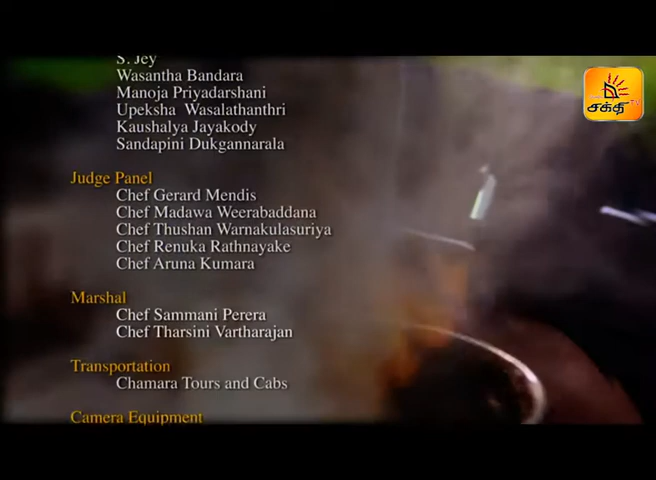 S. Jey
Wasantha Bandara
Manoja Priyadarshani
Upeksha Wasalathanthri
Kaushalya Jayakody
Sandapini Dukgannarala
Judge Panel
Chef Gerard Mendis
Chef Madawa Weerabaddana
Chef Thushan Warnakulasuriya
Chef Renuka Rathnayake
Chef Aruna Kumara
Marshal
Chef Sammani Perera
Chef Tharsini Vartharajan
Transportation
Chamara Tours and Cabs
Camera Equipment
சக்தி TV